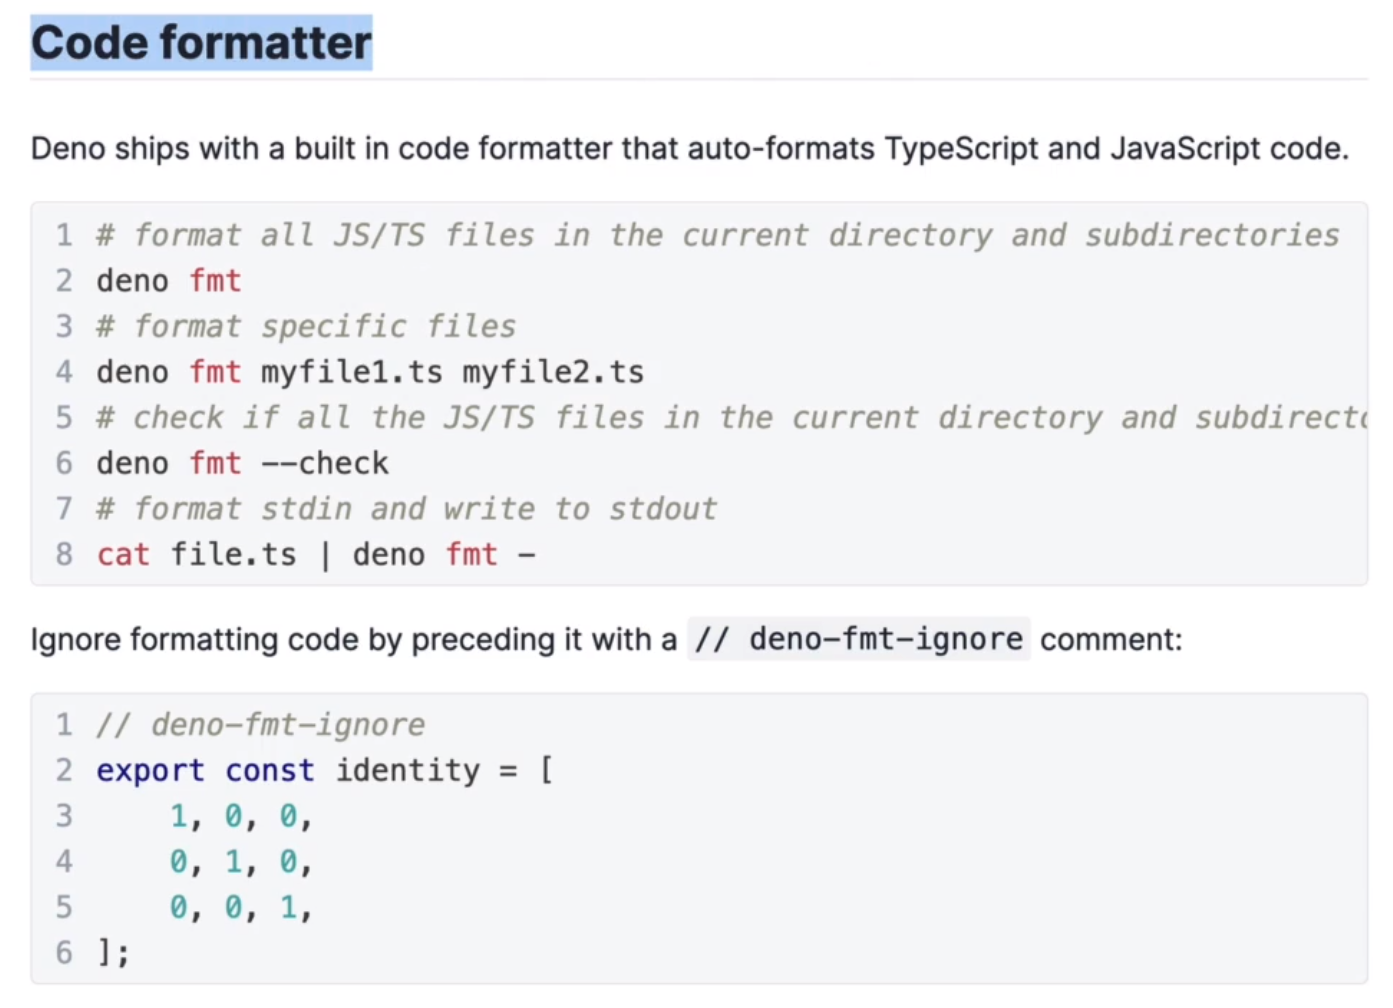 Code formatter
Deno ships with a built in code formatter that auto-formats TypeScript and JavaScript code.
1 # format all JS/TS files in the current directory and subdirectories
2 deno fmt
3 # format specific files
4 deno fmt myfile1.ts myfile2.ts
5 # check if all the JS/TS files in the current directory and
6 deno fmt --check
7 # format stdin and write to stdout
8 cat file.ts | deno fmt -
Ignore formatting code by preceding it with a // deno-fmt-ignore comment:
1 // deno-fmt-ignore
2 export const identity = [
3     1, 0, 0,
4     0, 1, 0,
5     0, 0, 1,
6 ];